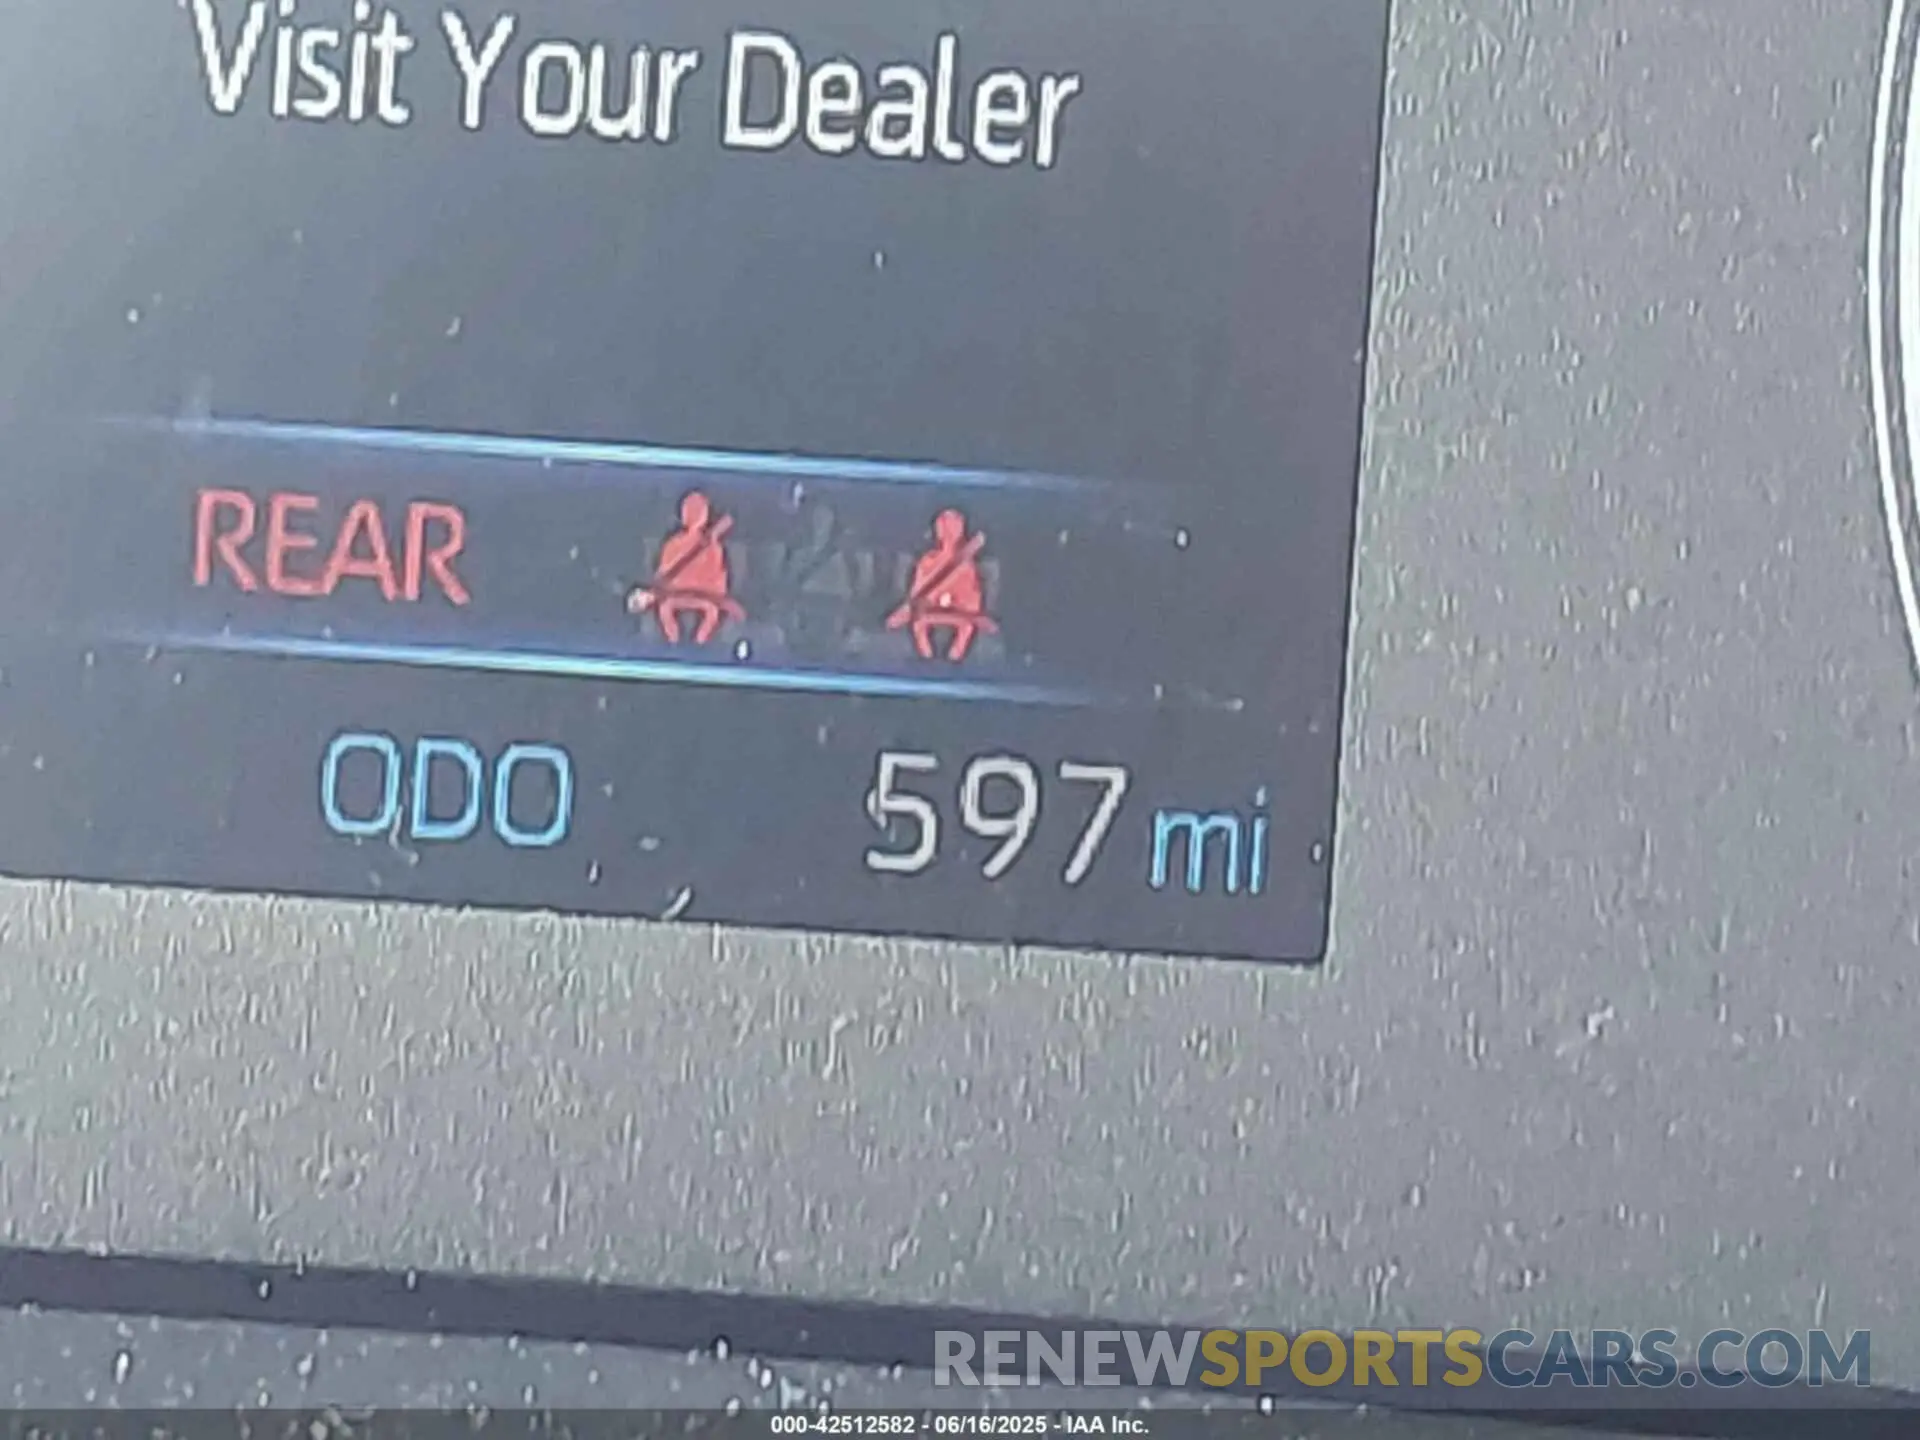 Visit Your Dealer
REAR
ODO 597 mi
RENEWSPORTSCARS.COM
000-42512582 - 06/16/2025 - IAA Inc.